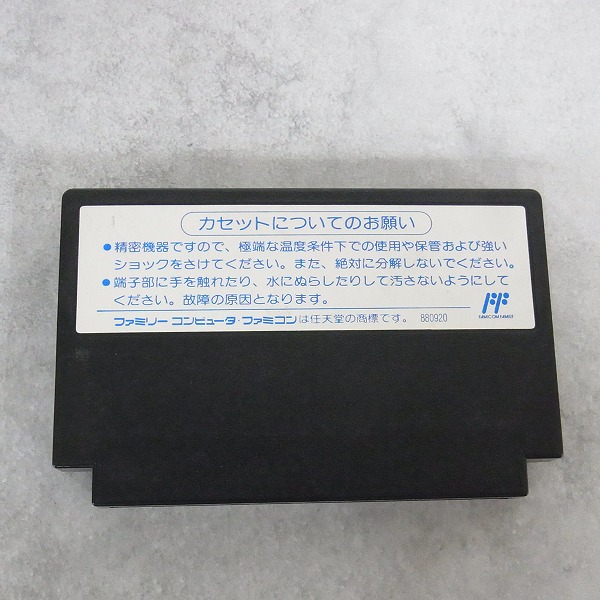 カセットについてのお願い
●精密機器ですので、極端な温度条件下での使用や保管および強い
ショックをさけてください。また、絶対に分解しないでください。
●端子部に手を触れたり、水にぬらしたりして汚さないようにして
ください。故障の原因となります。
FAMICOM FAMILY
ファミリー コンピュータ・ファミコンは任天堂の商標です。 880920